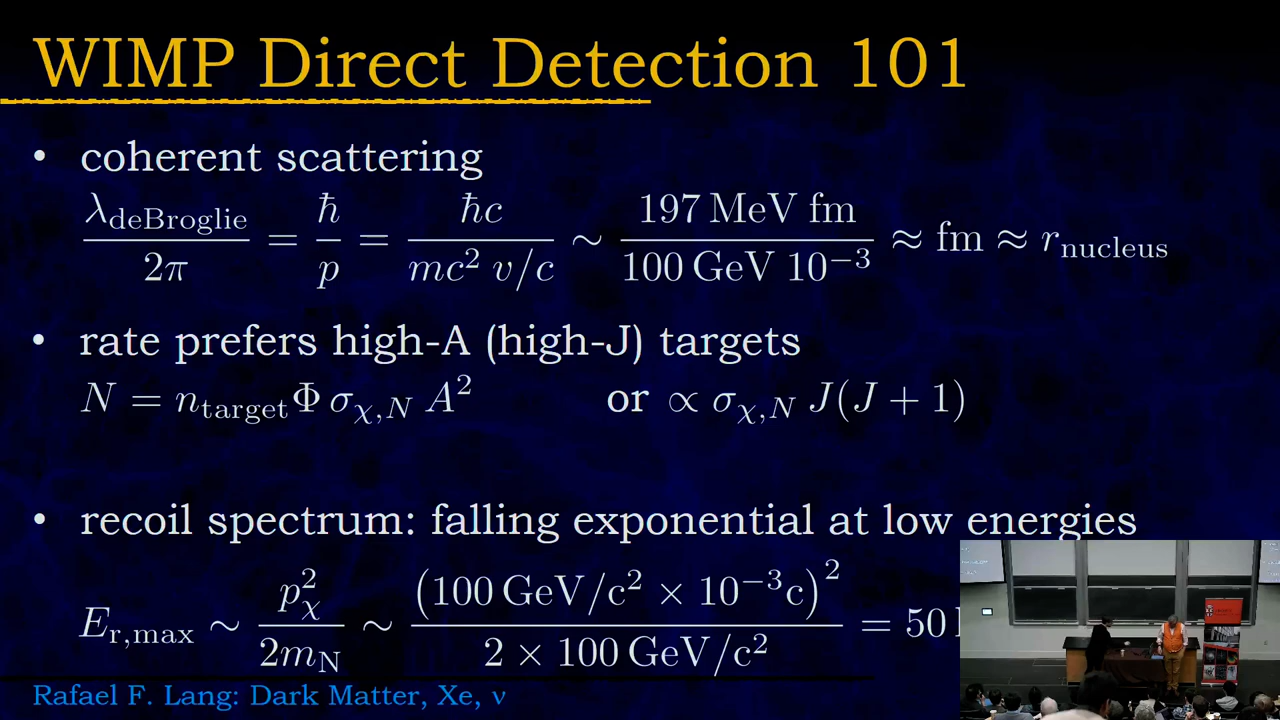 WIMP Direct Detection 101
• coherent scattering
λ_deBroglie / 2π = ħ / p = ħc / (mc² v/c) ∼ 197 MeV fm / (100 GeV 10⁻³) ≈ fm ≈ r_nucleus
• rate prefers high-A (high-J) targets
N = n_target Φ σ_χ,N A² or ∝ σ_χ,N J(J + 1)
• recoil spectrum: falling exponential at low energies
E_r,max ∼ p_χ² / 2m_N ∼ (100 GeV/c² × 10⁻³c)² / (2 × 100 GeV/c²) = 50
Rafael F. Lang: Dark Matter, Xe, ν